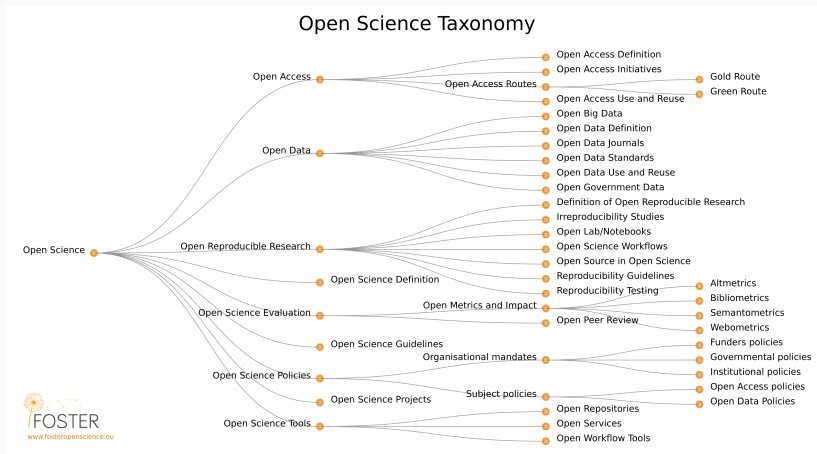 Open Science Taxonomy
Open Science
Open Access
Open Access Definition
Open Access Initiatives
Open Access Routes
Gold Route
Green Route
Open Access Use and Reuse
Open Data
Open Big Data
Open Data Definition
Open Data Journals
Open Data Standards
Open Data Use and Reuse
Open Government Data
Open Reproducible Research
Definition of Open Reproducible Research
Irreproducibility Studies
Open Lab/Notebooks
Open Science Workflows
Open Source in Open Science
Reproducibility Guidelines
Reproducibility Testing
Open Science Definition
Open Science Evaluation
Open Metrics and Impact
Altmetrics
Bibliometrics
Semantometrics
Webometrics
Open Peer Review
Open Science Guidelines
Open Science Policies
Organisational mandates
Funders policies
Governmental policies
Institutional policies
Subject policies
Open Access policies
Open Data Policies
Open Science Projects
Open Science Tools
Open Repositories
Open Services
Open Workflow Tools
FOSTER
www.fosteropenscience.eu